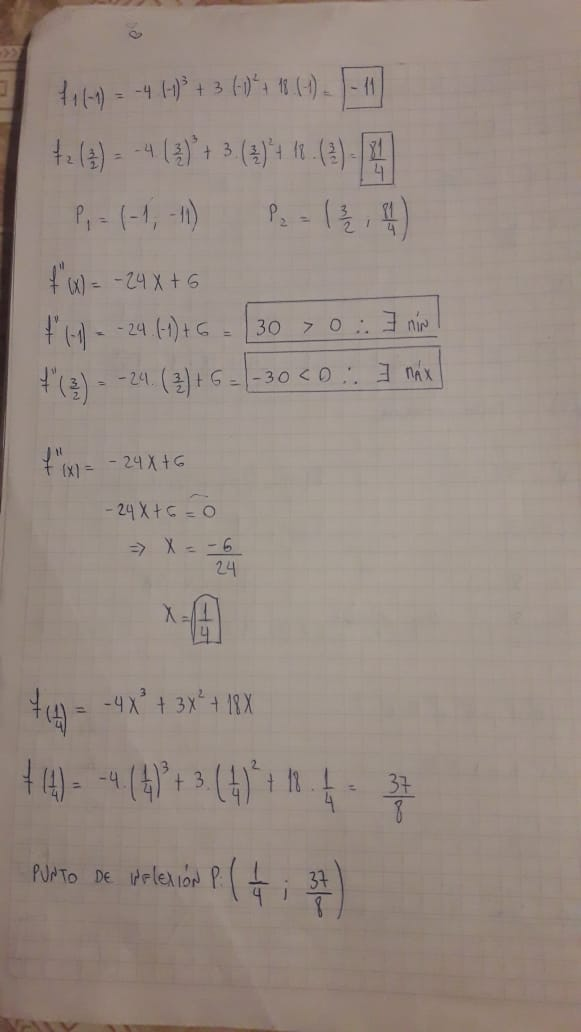 f₁(-1) = -4.(-1)³ + 3(-1)² + 18.(-1) = -11
f₂(3/2) = -4.(3/2)³ + 3.(3/2)² + 18.(3/2) = 81/4
P₁ = (-1, -11) P₂ = (3/2, 81/4)
f''(x) = -24x + 6
f''(-1) = -24.(-1) + 6 = 30 > 0 ∴ ∃ MÍN
f''(3/2) = -24.(3/2) + 6 = -30 < 0 ∴ ∃ MÁX
f''(x) = -24x + 6
-24x + 6 = 0
⇒ x = -6/24
x = 1/4
f(1/4) = -4x³ + 3x² + 18x
f(1/4) = -4.(1/4)³ + 3.(1/4)² + 18.1/4 = 37/8
PUNTO DE INFLEXIÓN P: (1/4 ; 37/8)